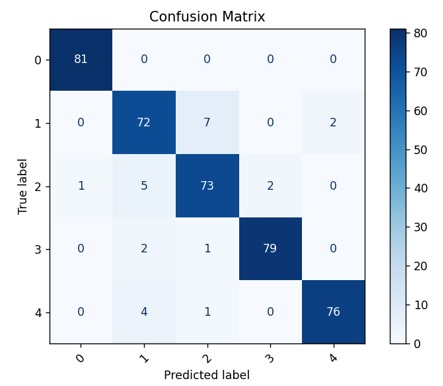 Confusion Matrix
True label
0 81 0 0 0 0
1 0 72 7 0 2
2 1 5 73 2 0
3 0 2 1 79 0
4 0 4 1 0 76
0 1 2 3 4
Predicted label
80
70
60
50
40
30
20
10
0